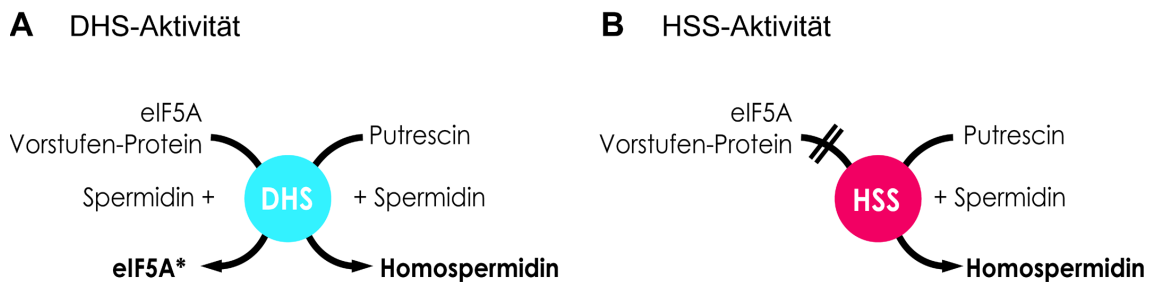 A DHS-Aktivität
eIF5A
Vorstufen-Protein
Putrescin
Spermidin +
DHS
+ Spermidin
eIF5A*
Homospermidin
B HSS-Aktivität
eIF5A
Vorstufen-Protein
Putrescin
HSS
+ Spermidin
Homospermidin